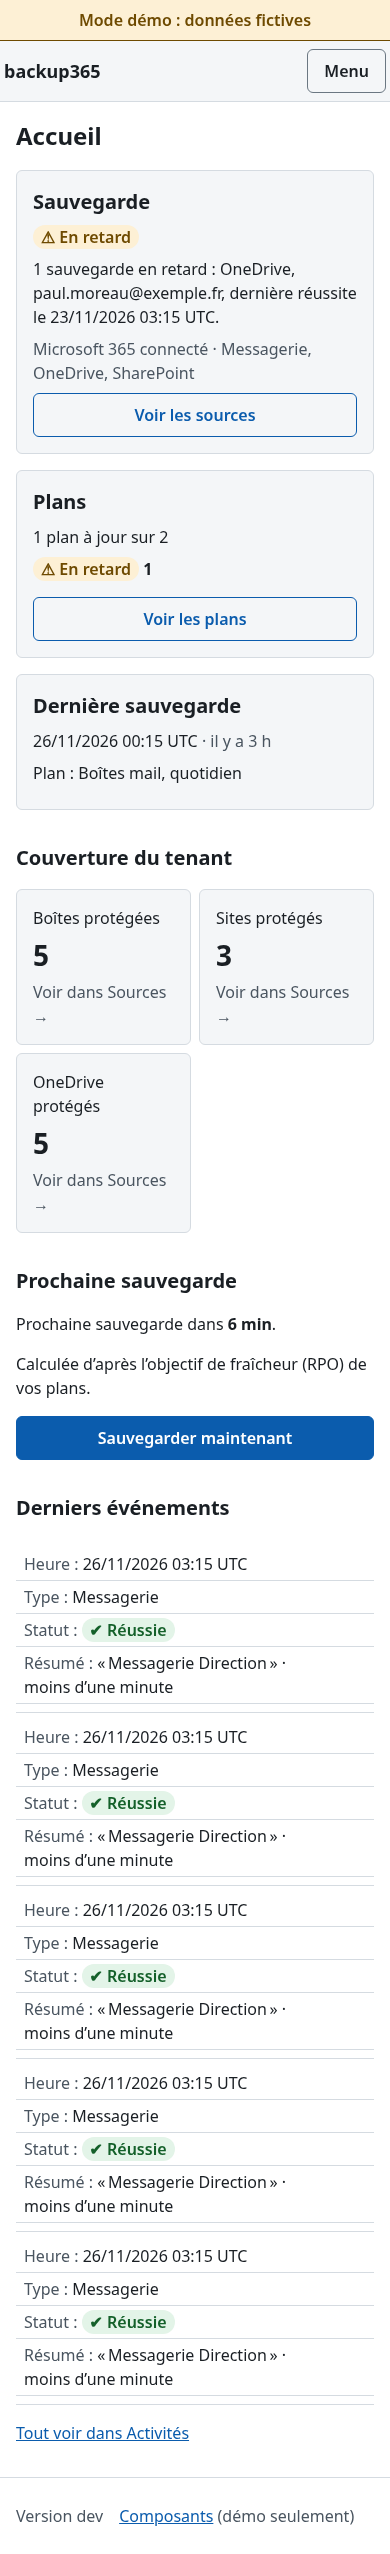 Mode démo : données fictives
backup365
Menu
Accueil
Sauvegarde
⚠ En retard
1 sauvegarde en retard : OneDrive,
paul.moreau@exemple.fr, dernière réussite
le 23/11/2026 03:15 UTC.
Microsoft 365 connecté · Messagerie,
OneDrive, SharePoint
Voir les sources
Plans
1 plan à jour sur 2
⚠ En retard 1
Voir les plans
Dernière sauvegarde
26/11/2026 00:15 UTC · il y a 3 h
Plan : Boîtes mail, quotidien
Couverture du tenant
Boîtes protégées
5
Voir dans Sources
→
Sites protégés
3
Voir dans Sources
→
OneDrive
protégés
5
Voir dans Sources
→
Prochaine sauvegarde
Prochaine sauvegarde dans 6 min.
Calculée d’après l’objectif de fraîcheur (RPO) de
vos plans.
Sauvegarder maintenant
Derniers événements
Heure : 26/11/2026 03:15 UTC
Type : Messagerie
Statut : ✔ Réussie
Résumé : « Messagerie Direction » ·
moins d’une minute
Heure : 26/11/2026 03:15 UTC
Type : Messagerie
Statut : ✔ Réussie
Résumé : « Messagerie Direction » ·
moins d’une minute
Heure : 26/11/2026 03:15 UTC
Type : Messagerie
Statut : ✔ Réussie
Résumé : « Messagerie Direction » ·
moins d’une minute
Heure : 26/11/2026 03:15 UTC
Type : Messagerie
Statut : ✔ Réussie
Résumé : « Messagerie Direction » ·
moins d’une minute
Heure : 26/11/2026 03:15 UTC
Type : Messagerie
Statut : ✔ Réussie
Résumé : « Messagerie Direction » ·
moins d’une minute
Tout voir dans Activités
Version dev Composants (démo seulement)